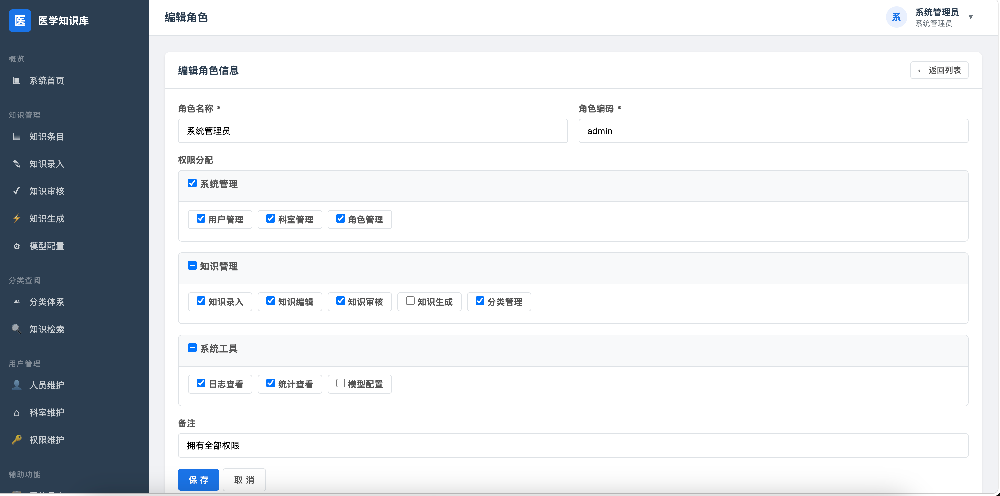 医 医学知识库
概览
系统首页
知识管理
知识条目
知识录入
知识审核
知识生成
模型配置
分类查阅
分类体系
知识检索
用户管理
人员维护
科室维护
权限维护
辅助功能
编辑角色
系
系统管理员
系统管理员
编辑角色信息
← 返回列表
角色名称 *
系统管理员
角色编码 *
admin
权限分配
系统管理
用户管理 科室管理 角色管理
知识管理
知识录入 知识编辑 知识审核 知识生成 分类管理
系统工具
日志查看 统计查看 模型配置
备注
拥有全部权限
保存 取消